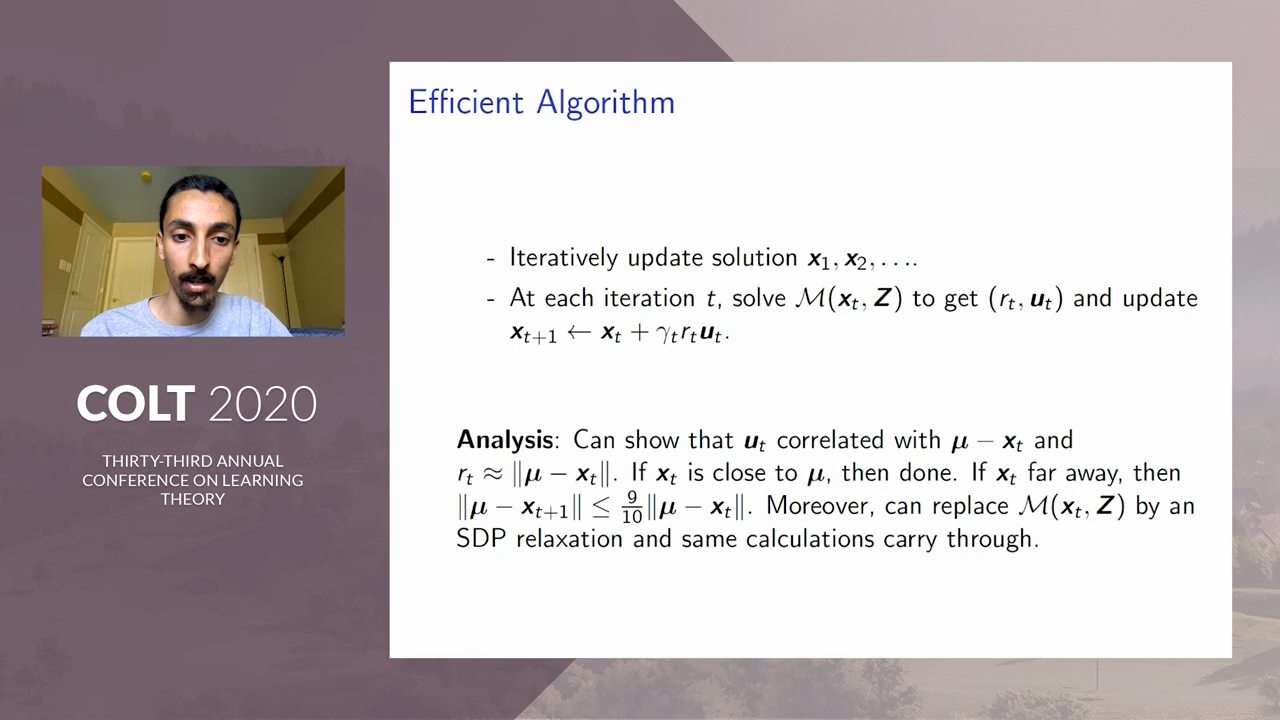 Efficient Algorithm
- Iteratively update solution x₁, x₂, . . . .
- At each iteration t, solve ℳ(xₜ, Z) to get (rₜ, uₜ) and update
xₜ₊₁ ← xₜ + γₜrₜuₜ.
Analysis: Can show that uₜ correlated with μ − xₜ and
rₜ ≈ ‖μ − xₜ‖. If xₜ is close to μ, then done. If xₜ far away, then
‖μ − xₜ₊₁‖ ≤ 9/10‖μ − xₜ‖. Moreover, can replace ℳ(xₜ, Z) by an
SDP relaxation and same calculations carry through.
COLT 2020
THIRTY-THIRD ANNUAL
CONFERENCE ON LEARNING
THEORY